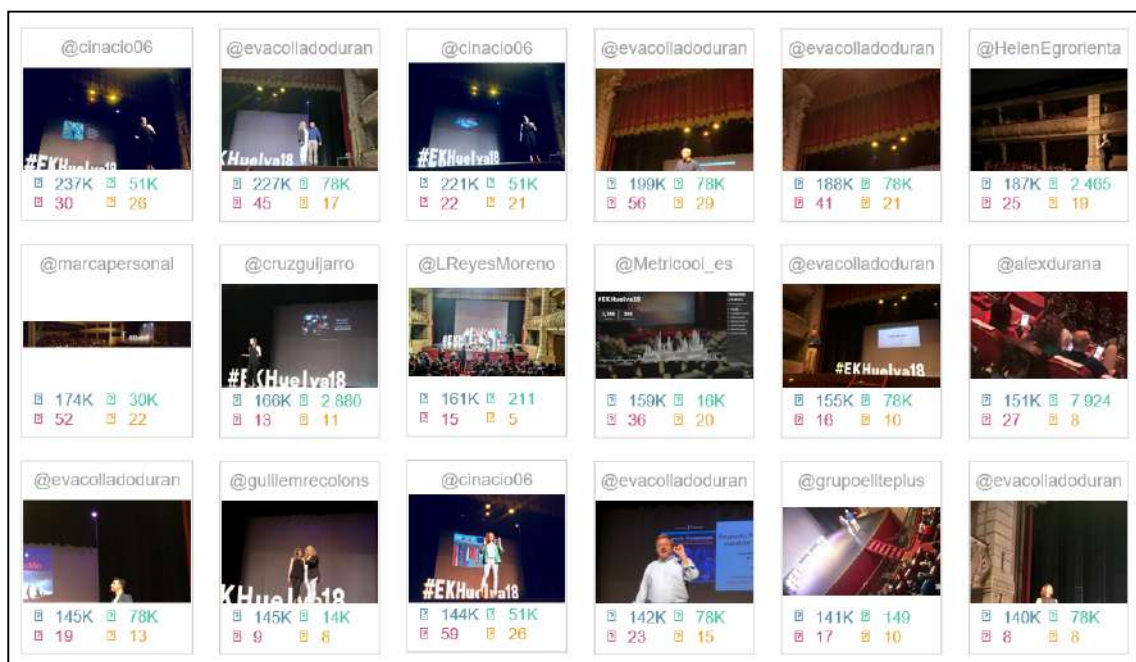 @cinacio06 @evacolladoduran @cinacio06 @evacolladoduran @evacolladoduran @HelenEgrorienta
#EKHuelva18 KHuelva18 #EKHuelva18
237K 51K 227K 78K 221K 51K 199K 78K 188K 78K 187K 2.465
30 26 45 17 22 21 56 29 41 21 25 19
@marcapersonal @cruzguijarro @LReyesMoreno @Metricool_es @evacolladoduran @alexdurana
#EKHuelva18
#EKHuelva18 #EKHuelva18
174K 30K 166K 2.880 161K 211 159K 16K 155K 78K 151K 7.924
52 22 13 11 15 5 36 20 16 10 27 8
@evacolladoduran @guillemrecolons @cinacio06 @evacolladoduran @grupoeliteplus @evacolladoduran
#EKHuelva18
145K 78K 145K 14K 144K 51K 142K 78K 141K 149 140K 78K
19 13 9 8 59 26 23 15 17 10 8 8